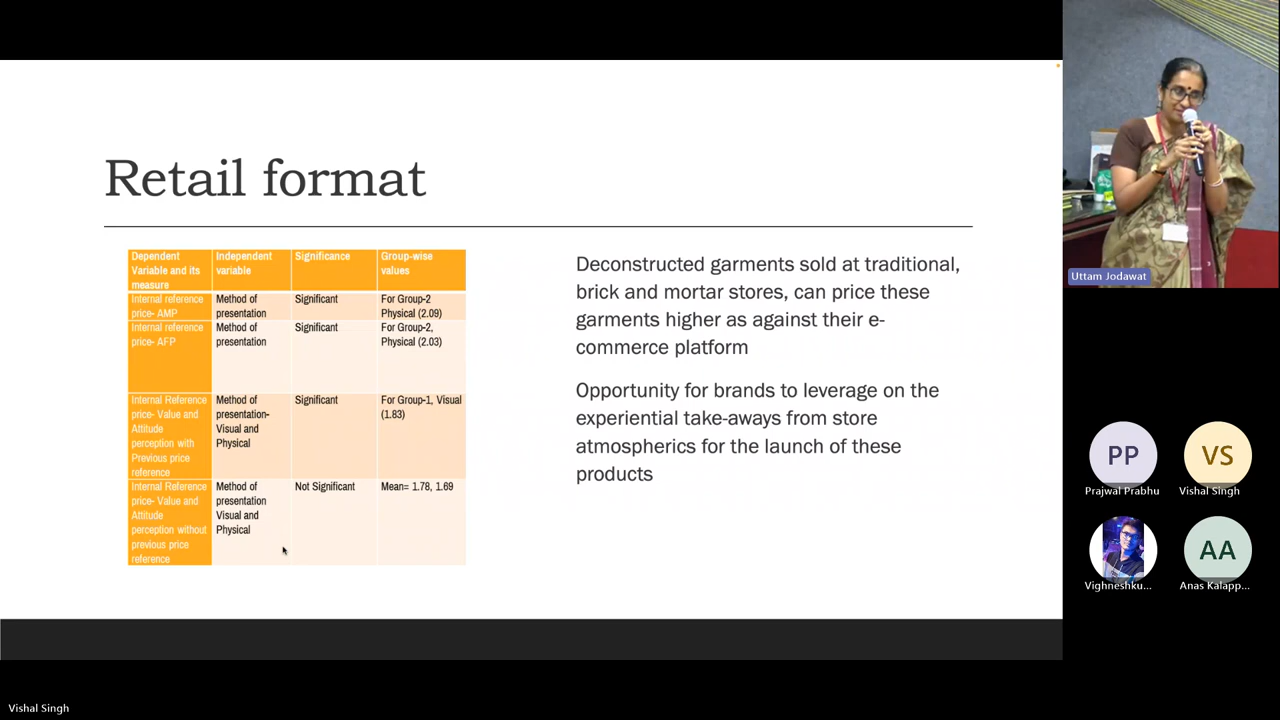 Retail format
Dependent
Variable and its
measure
Independent
variable
Significance
Group-wise
values
Internal reference
price- AMP
Method of
presentation
Significant
For Group-2
Physical (2.09)
Internal reference
price- AFP
Method of
presentation
Significant
For Group-2,
Physical (2.03)
Internal Reference
price- Value and
Attitude
perception with
Previous price
reference
Method of
presentation-
Visual and
Physical
Significant
For Group-1, Visual
(1.83)
Internal Reference
price- Value and
Attitude
perception without
previous price
reference
Method of
presentation
Visual and
Physical
Not Significant
Mean= 1.78, 1.69
Deconstructed garments sold at traditional,
brick and mortar stores, can price these
garments higher as against their e-
commerce platform
Opportunity for brands to leverage on the
experiential take-aways from store
atmospherics for the launch of these
products
Uttam Jodawat
PP
Prajwal Prabhu
VS
Vishal Singh
Vighneshku...
AA
Anas Kalapp...
Vishal Singh